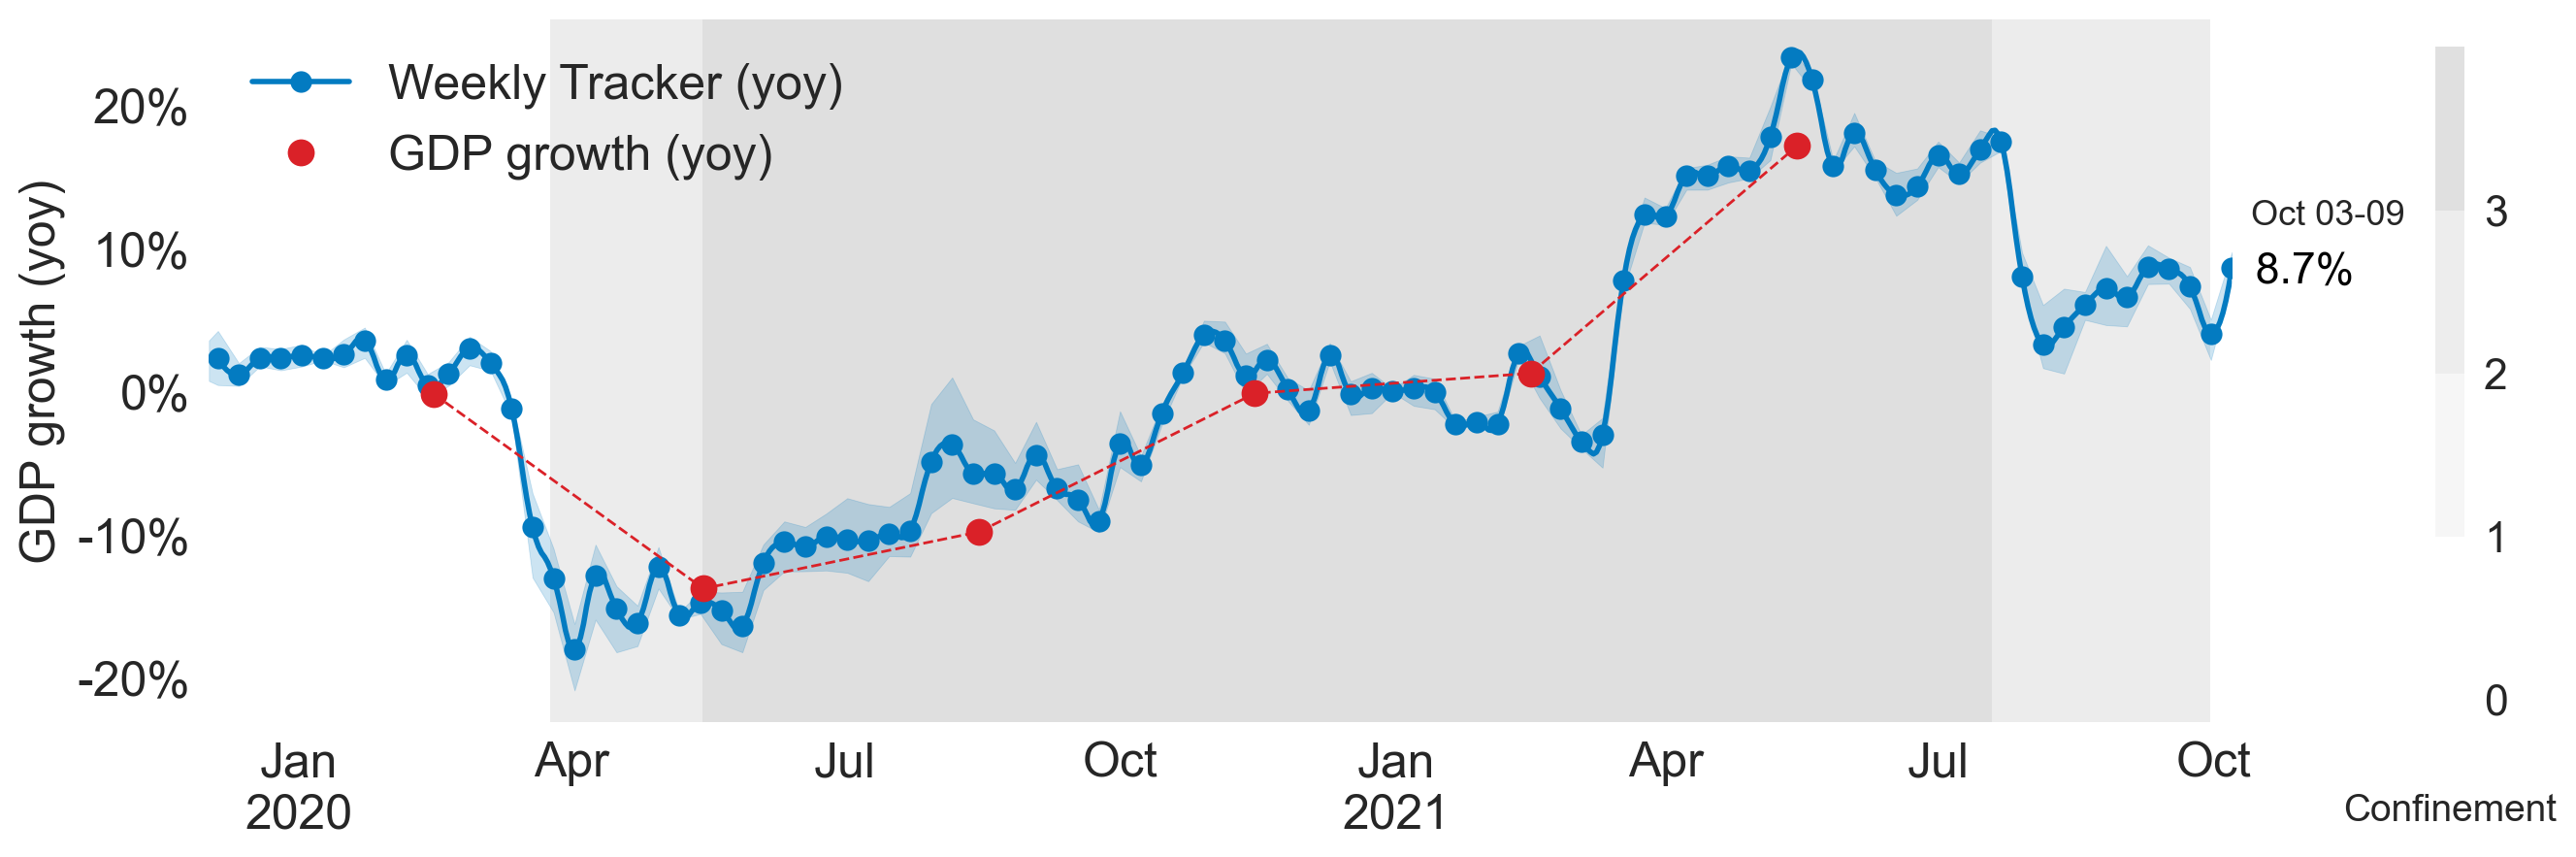 Weekly Tracker (yoy)
GDP growth (yoy)
GDP growth (yoy)
20%
10%
0%
-10%
-20%
Jan
2020
Apr
Jul
Oct
Jan
2021
Apr
Jul
Oct
Oct 03-09
8.7%
3
2
1
0
Confinement